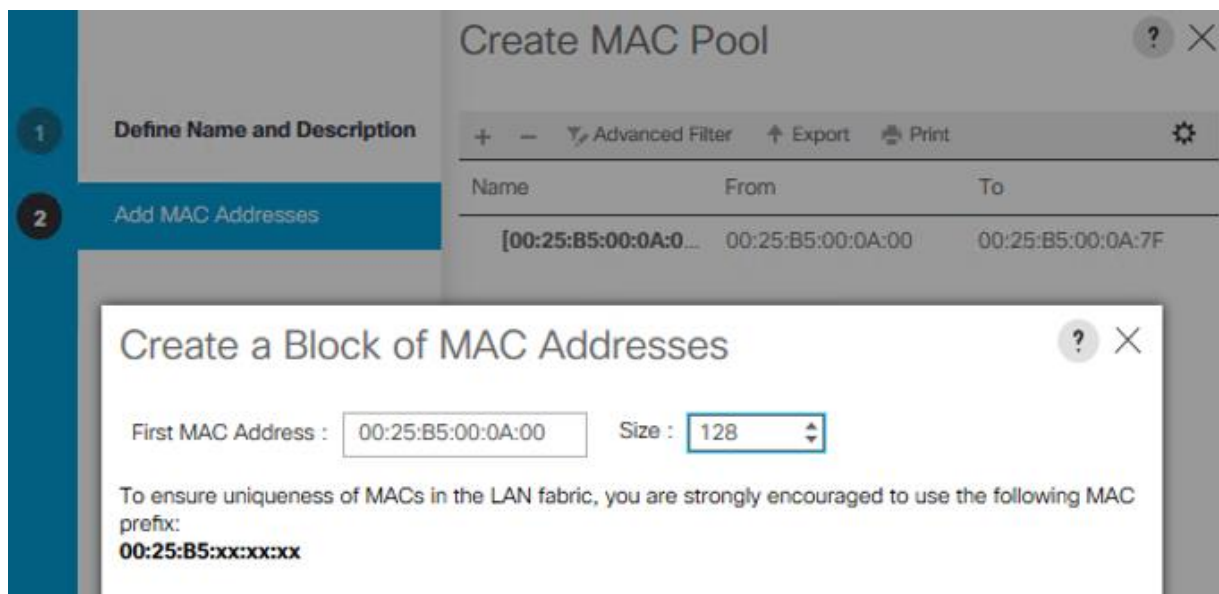 Create MAC Pool
?
1 Define Name and Description
+ − Advanced Filter Export Print
Name From To
2 Add MAC Addresses
[00:25:B5:00:0A:0... 00:25:B5:00:0A:00 00:25:B5:00:0A:7F
Create a Block of MAC Addresses
?
First MAC Address : 00:25:B5:00:0A:00 Size : 128
To ensure uniqueness of MACs in the LAN fabric, you are strongly encouraged to use the following MAC
prefix:
00:25:B5:xx:xx:xx